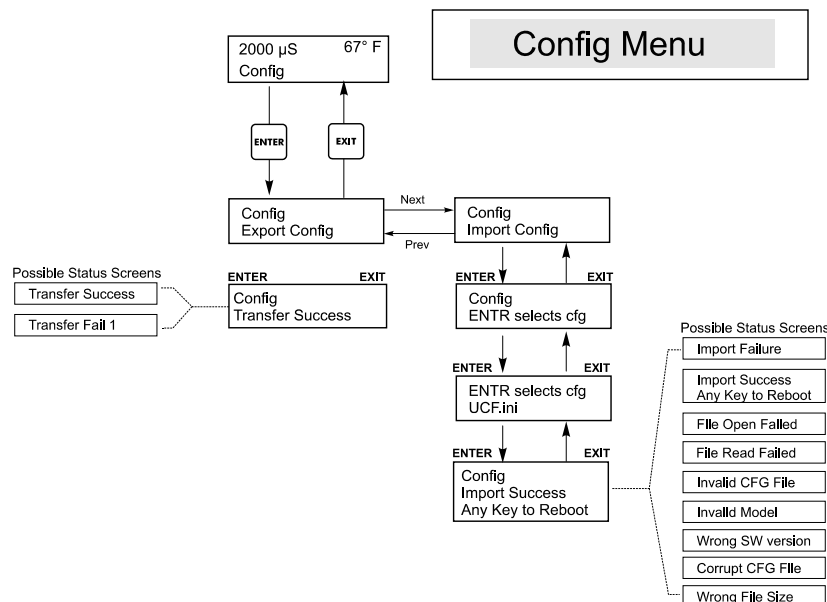 Config Menu
2000 µS 67° F
Config
ENTER
EXIT
Config
Export Config
Next
Prev
Config
Import Config
Possible Status Screens
Transfer Success
Transfer Fail 1
ENTER EXIT
Config
Transfer Success
ENTER EXIT
Config
ENTR selects cfg
ENTER EXIT
ENTR selects cfg
UCF.ini
ENTER EXIT
Config
Import Success
Any Key to Reboot
Possible Status Screens
Import Failure
Import Success
Any Key to Reboot
FIle Open Falled
File Read Failed
Invalid CFG File
Invalld Model
Wrong SW version
Corrupt CFG FIle
Wrong File Size